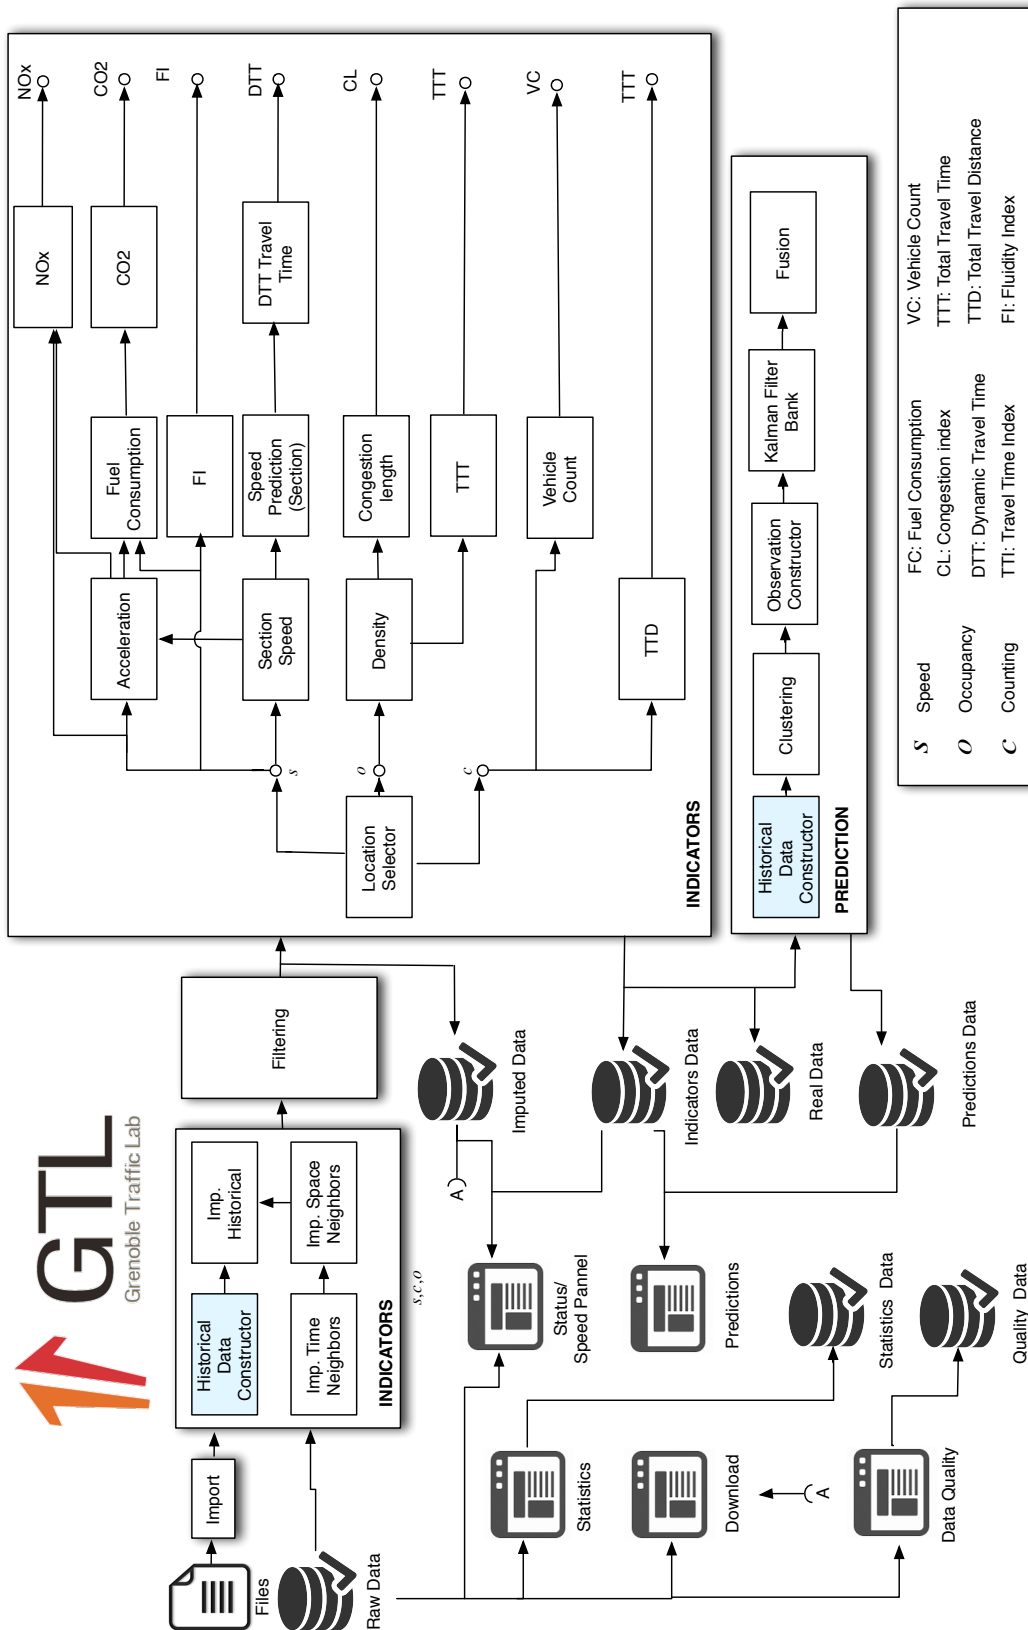 GTL
Grenoble Traffic Lab
Files
Import
Raw Data
Historical
Data
Constructor
Imp.
Historical
Imp. Time
Neighbors
Imp. Space
Neighbors
INDICATORS
s,c,o
Filtering
Imputed Data
A
Indicators Data
Real Data
Predictions Data
Status/
Speed Pannel
Predictions
Statistics
Download
A
Data Quality
Statistics Data
Quality Data
Location
Selector
s
o
c
Acceleration
Section
Speed
Density
TTD
Fuel
Consumption
FI
Speed
Prediction
(Section)
Congestion
length
TTT
Vehicle
Count
NOx
CO2
DTT Travel
Time
NOx
CO2
FI
DTT
CL
TTT
VC
TTT
INDICATORS
Historical
Data
Constructor
Clustering
Observation
Constructor
Kalman Filter
Bank
Fusion
PREDICTION
s Speed
o Occupancy
c Counting
FC: Fuel Consumption
CL: Congestion index
DTT: Dynamic Travel Time
TTI: Travel Time Index
VC: Vehicle Count
TTT: Total Travel Time
TTD: Total Travel Distance
FI: Fluidity Index